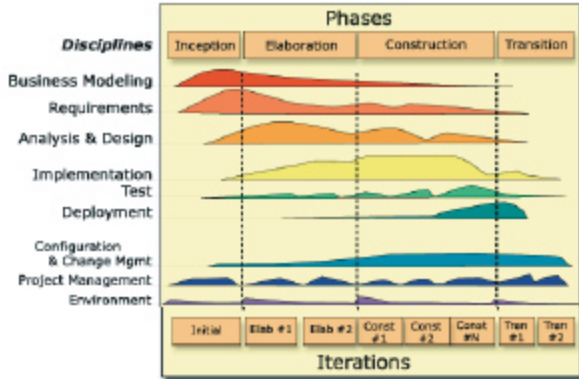 Phases
Disciplines
Inception
Elaboration
Construction
Transition
Business Modeling
Requirements
Analysis & Design
Implementation
Test
Deployment
Configuration
& Change Mgmt
Project Management
Environment
Initial
Elab #1
Elab #2
Const
#1
Const
#2
Const
#N
Tran
#1
Tran
#2
Iterations